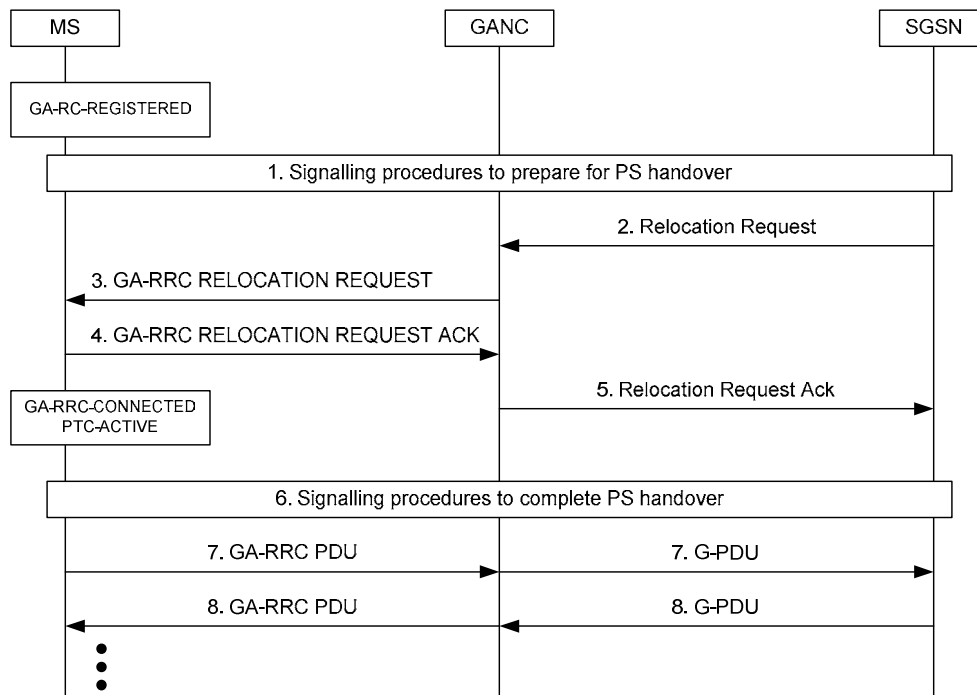 MS
GANC
SGSN
GA-RC-REGISTERED
1. Signalling procedures to prepare for PS handover
2. Relocation Request
3. GA-RRC RELOCATION REQUEST
4. GA-RRC RELOCATION REQUEST ACK
GA-RRC-CONNECTED
PTC-ACTIVE
5. Relocation Request Ack
6. Signalling procedures to complete PS handover
7. GA-RRC PDU
7. G-PDU
8. GA-RRC PDU
8. G-PDU